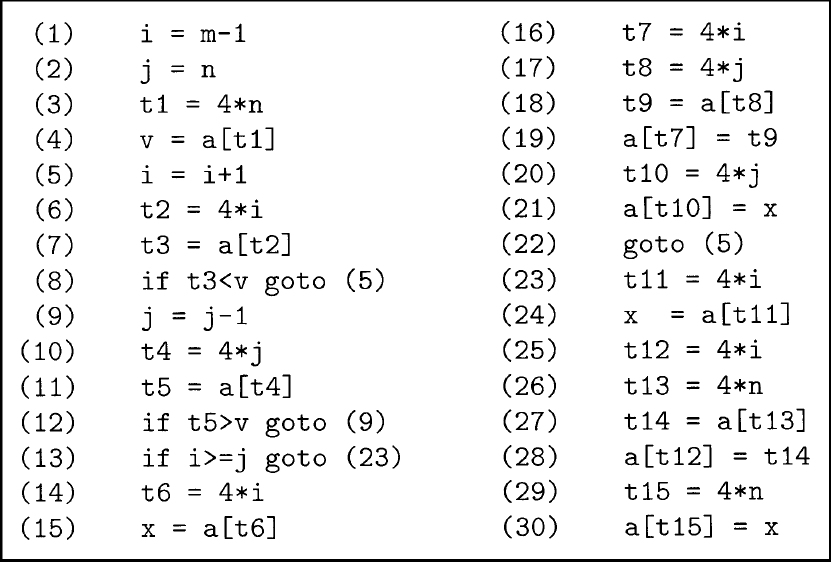 (1) i = m-1
(2) j = n
(3) t1 = 4*n
(4) v = a[t1]
(5) i = i+1
(6) t2 = 4*i
(7) t3 = a[t2]
(8) if t3<v goto (5)
(9) j = j-1
(10) t4 = 4*j
(11) t5 = a[t4]
(12) if t5>v goto (9)
(13) if i>=j goto (23)
(14) t6 = 4*i
(15) x = a[t6]
(16) t7 = 4*i
(17) t8 = 4*j
(18) t9 = a[t8]
(19) a[t7] = t9
(20) t10 = 4*j
(21) a[t10] = x
(22) goto (5)
(23) t11 = 4*i
(24) x = a[t11]
(25) t12 = 4*i
(26) t13 = 4*n
(27) t14 = a[t13]
(28) a[t12] = t14
(29) t15 = 4*n
(30) a[t15] = x